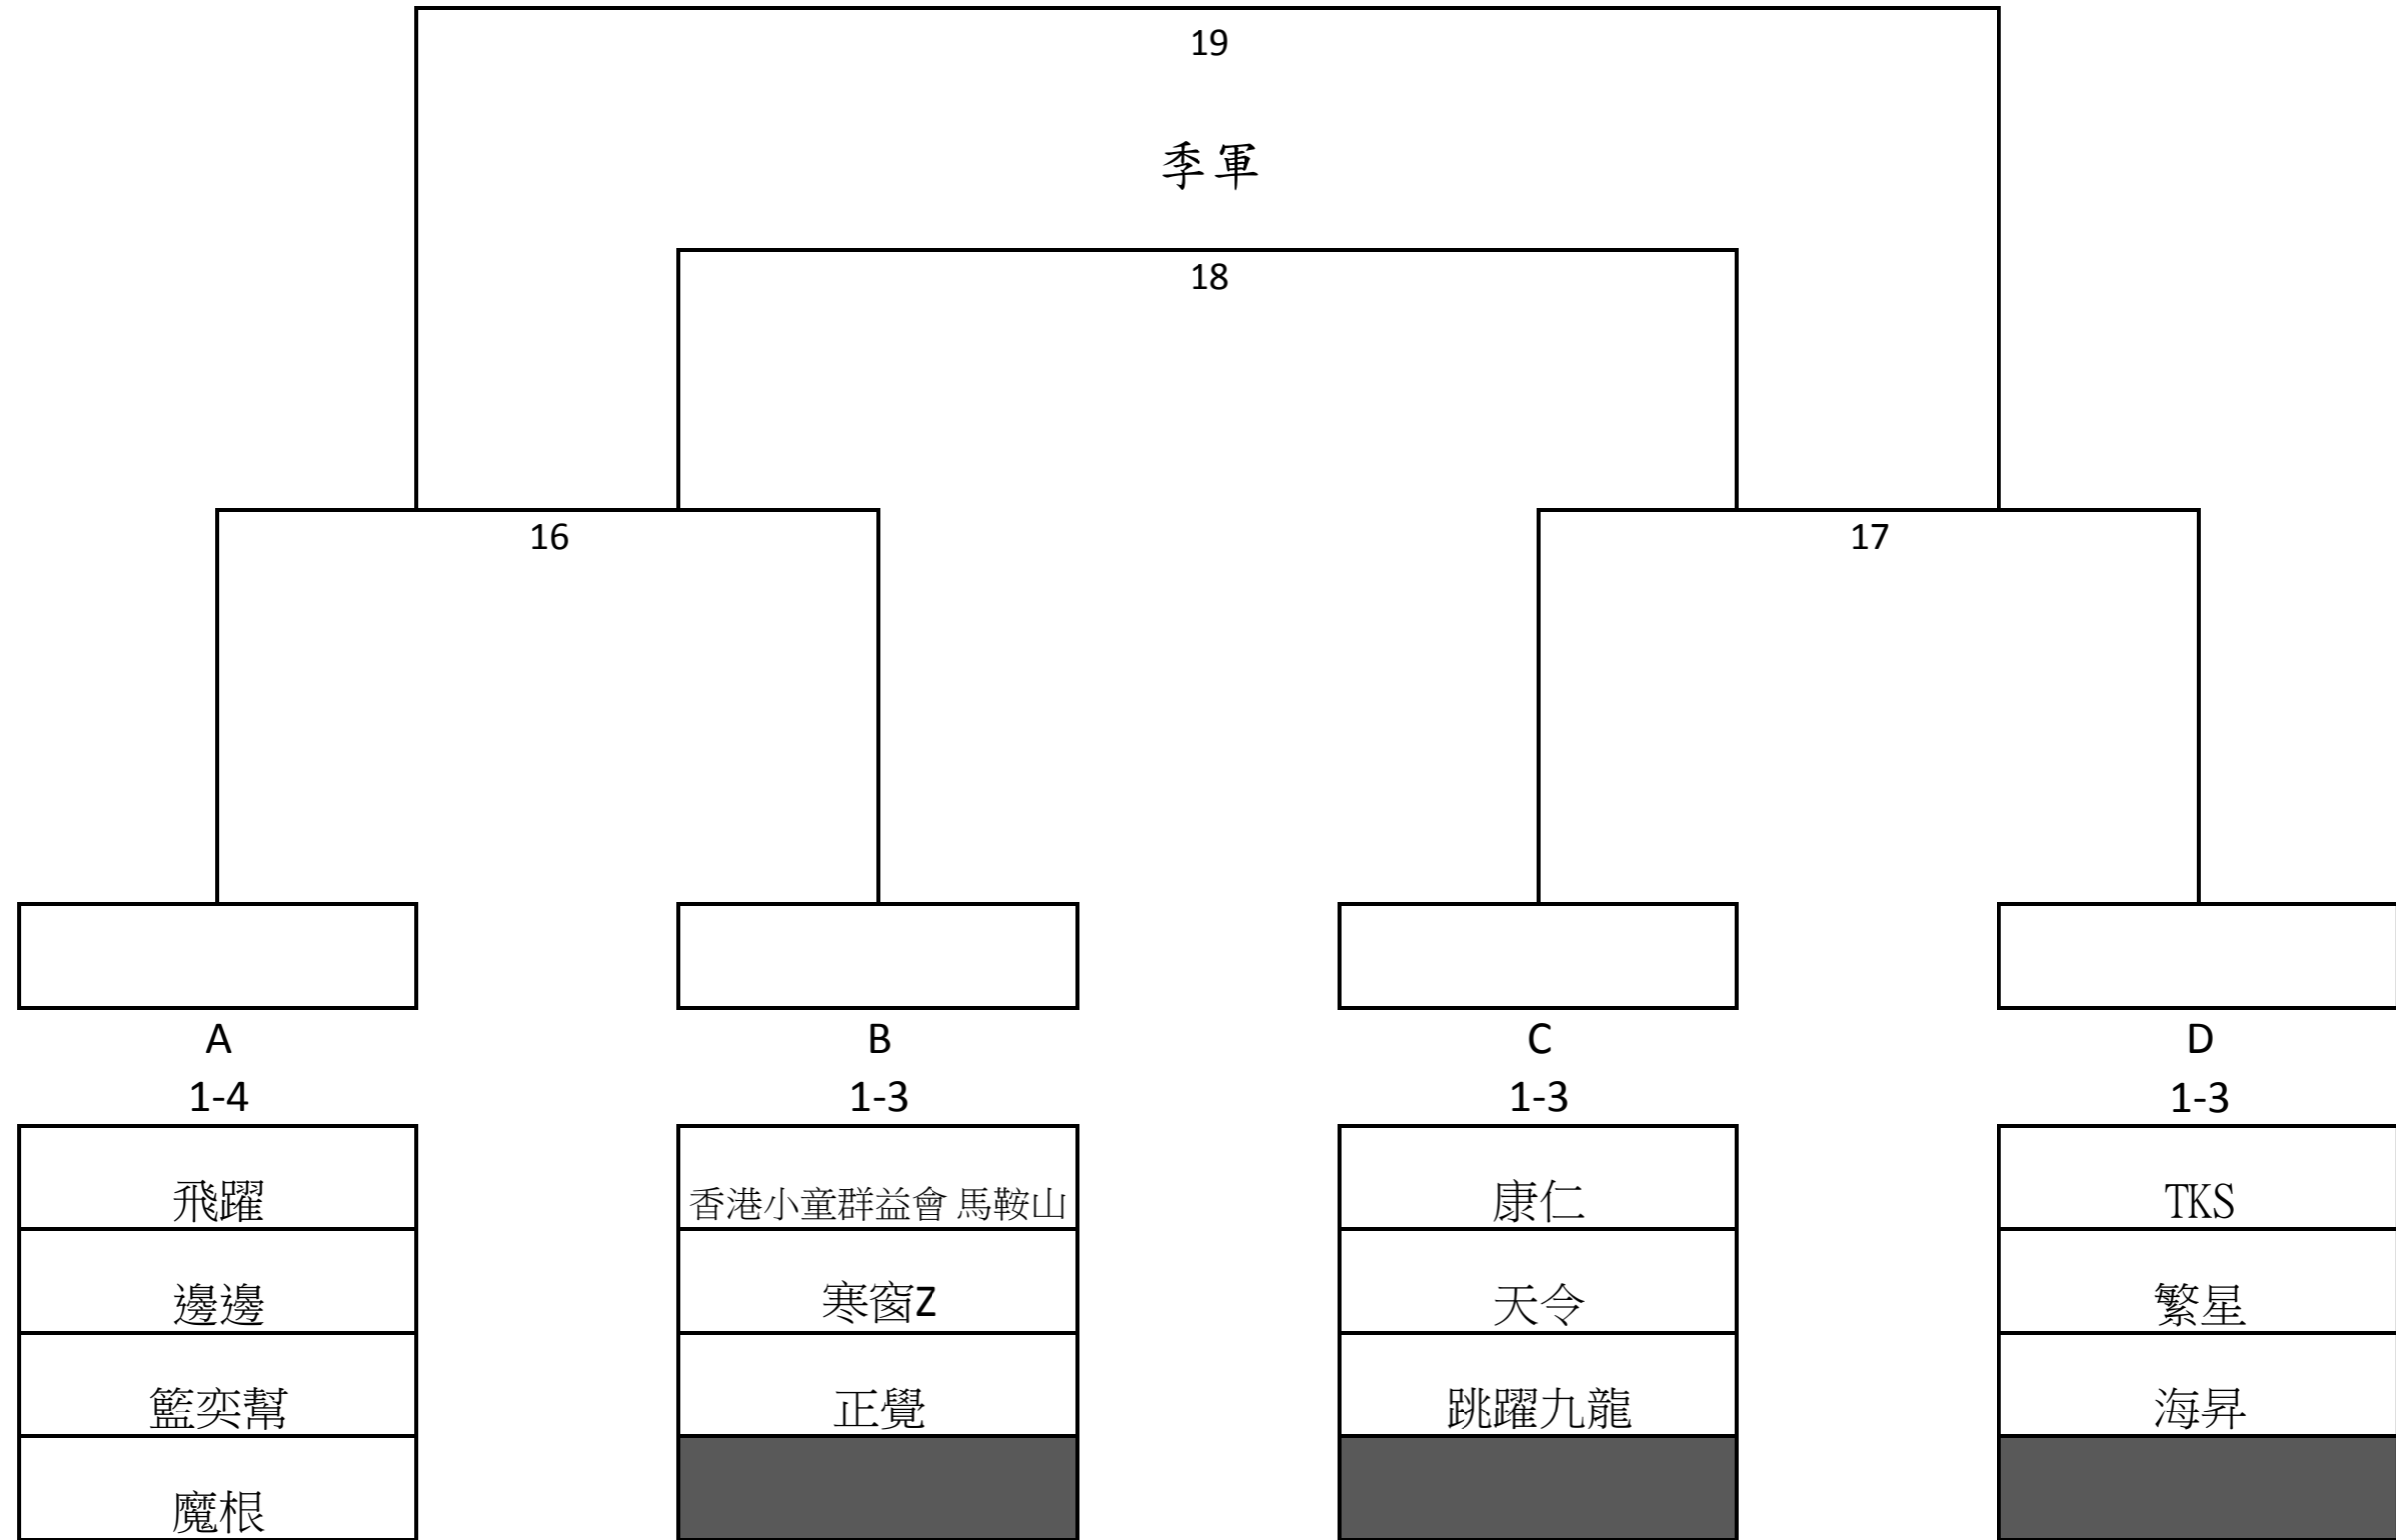 19
季軍
18
16 17
A B C D
1-4 1-3 1-3 1-3
飛躍 香港小童群益會 馬鞍山 康仁 TKS
邊邊 寒窗Z 天令 繁星
籃奕幫 正覺 跳躍九龍 海昇
魔根